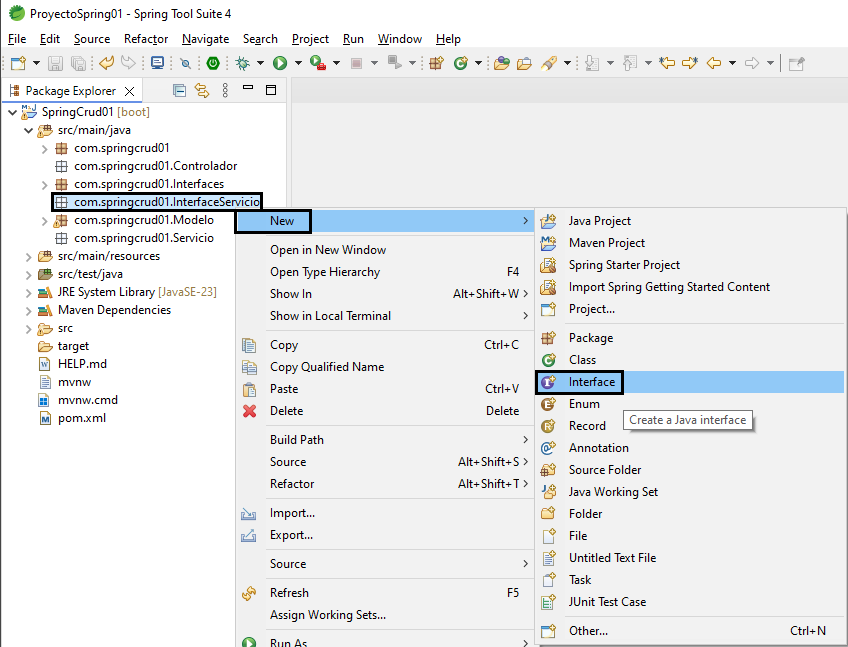 ProyectoSpring01 - Spring Tool Suite 4
File Edit Source Refactor Navigate Search Project Run Window Help
Package Explorer
SpringCrud01 [boot]
src/main/java
com.springcrud01
com.springcrud01.Controlador
com.springcrud01.Interfaces
com.springcrud01.InterfaceServicio
com.springcrud01.Modelo
com.springcrud01.Servicio
src/main/resources
src/test/java
JRE System Library [JavaSE-23]
Maven Dependencies
src
target
HELP.md
mvnw
mvnw.cmd
pom.xml
New
Open in New Window
Open Type Hierarchy F4
Show In Alt+Shift+W
Show in Local Terminal
Copy Ctrl+C
Copy Qualified Name
Paste Ctrl+V
Delete Delete
Build Path
Source Alt+Shift+S
Refactor Alt+Shift+T
Import...
Export...
Source
Refresh F5
Assign Working Sets...
Run As
Java Project
Maven Project
Spring Starter Project
Import Spring Getting Started Content
Project...
Package
Class
Interface
Enum
Record
Create a Java interface
Annotation
Source Folder
Java Working Set
Folder
File
Untitled Text File
Task
JUnit Test Case
Other... Ctrl+N